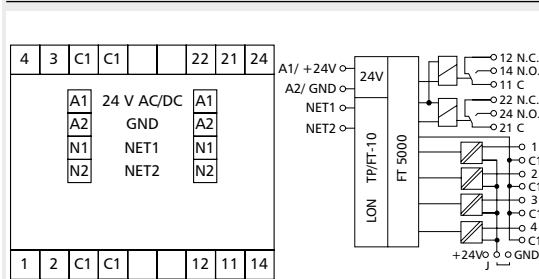 4 3 C1 C1 22 21 24
A1 24 V AC/DC A1
A2 GND A2
N1 NET1 N1
N2 NET2 N2
1 2 C1 C1 12 11 14
A1/ +24V
A2/ GND
NET1
NET2
24V
LON TP/FT-10
FT 5000
12 N.C.
14 N.O.
11 C
22 N.C.
24 N.O.
21 C
1
C1
2
C1
3
C1
4
C1
+24V GND
J